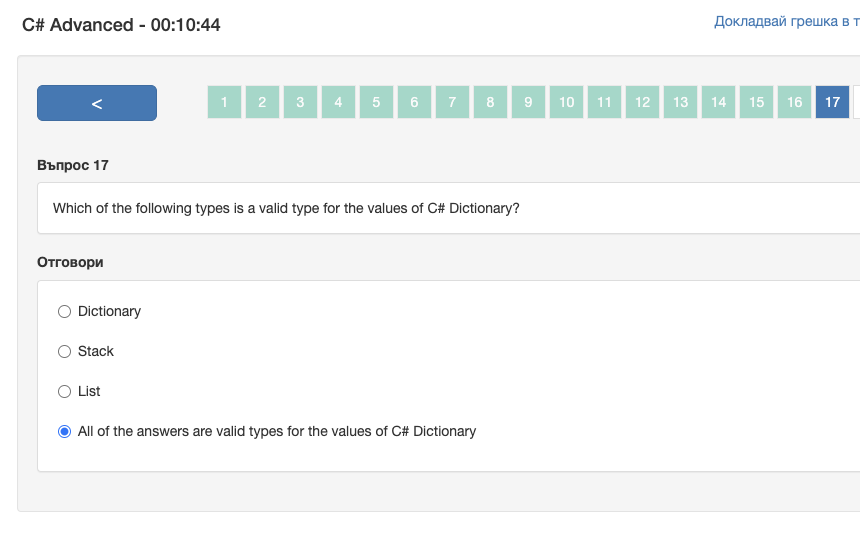 C# Advanced - 00:10:44
Докладвай грешка в т
<
1 2 3 4 5 6 7 8 9 10 11 12 13 14 15 16 17
Въпрос 17
Which of the following types is a valid type for the values of C# Dictionary?
Отговори
Dictionary
Stack
List
All of the answers are valid types for the values of C# Dictionary